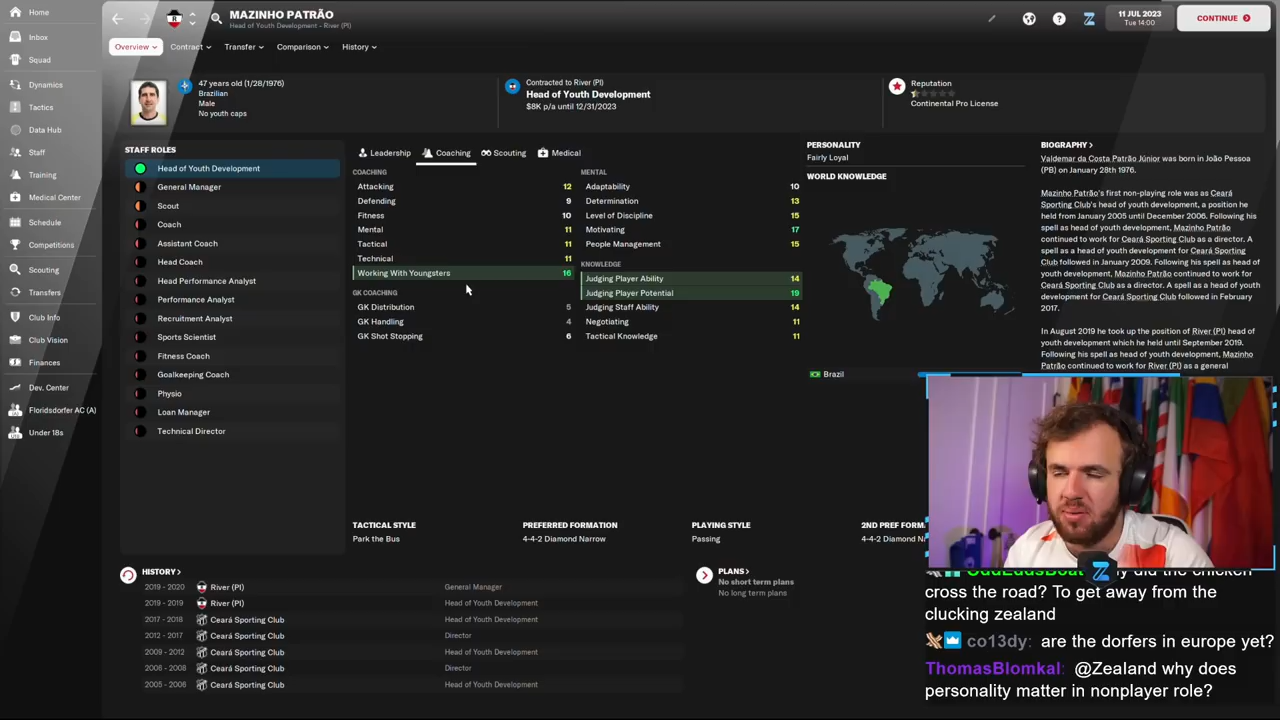 Home
Inbox
Squad
Dynamics
Tactics
Data Hub
Staff
Training
Medical Center
Schedule
Competitions
Scouting
Transfers
Club Info
Club Vision
Finances
Dev. Center
Floridsdorfer AC (A)
Under 18s
MAZINHO PATRÃO
Head of Youth Development - River (PI)
11 JUL 2023
Tue 14:00
CONTINUE
Overview
Contract
Transfer
Comparison
History
47 years old (1/28/1976)
Brazilian
Male
No youth caps
Contracted to River (PI)
Head of Youth Development
$8K p/a until 12/31/2023
Reputation
Continental Pro License
STAFF ROLES
Head of Youth Development
General Manager
Scout
Coach
Assistant Coach
Head Coach
Head Performance Analyst
Performance Analyst
Recruitment Analyst
Sports Scientist
Fitness Coach
Goalkeeping Coach
Physio
Loan Manager
Technical Director
Leadership
Coaching
Scouting
Medical
COACHING
Attacking 12
Defending 9
Fitness 10
Mental 11
Tactical 11
Technical 11
Working With Youngsters 16
GK COACHING
GK Distribution 5
GK Handling 4
GK Shot Stopping 6
MENTAL
Adaptability 10
Determination 13
Level of Discipline 15
Motivating 17
People Management 15
KNOWLEDGE
Judging Player Ability 14
Judging Player Potential 19
Judging Staff Ability 14
Negotiating 11
Tactical Knowledge 11
PERSONALITY
Fairly Loyal
WORLD KNOWLEDGE
Brazil
BIOGRAPHY >
Valdemar da Costa Patrão Júnior was born in João Pessoa
(PB) on January 28th 1976.
Mazinho Patrão's first non-playing role was as Ceará
Sporting Club's head of youth development, a position he
held from January 2005 until December 2006. Following his
spell as head of youth development, Mazinho Patrão
continued to work for Ceará Sporting Club as a director. A
spell as a head of youth development for Ceará Sporting
Club followed in January 2009. Following his spell as head
of youth development, Mazinho Patrão continued to work for
Ceará Sporting Club as a director. A spell as a head of youth
development for Ceará Sporting Club followed in February
2017.
In August 2019 he took up the position of River (PI) head of
youth development which he held until September 2019.
Following his spell as head of youth development, Mazinho
Patrão continued to work for River (PI) as a general
TACTICAL STYLE
Park the Bus
PREFERRED FORMATION
4-4-2 Diamond Narrow
PLAYING STYLE
Passing
2ND PREF FORM
4-4-2 Diamond N
HISTORY >
2019 - 2020 River (PI) General Manager
2019 - 2019 River (PI) Head of Youth Development
2017 - 2018 Ceará Sporting Club Head of Youth Development
2012 - 2017 Ceará Sporting Club Director
2009 - 2012 Ceará Sporting Club Head of Youth Development
2006 - 2008 Ceará Sporting Club Director
2005 - 2006 Ceará Sporting Club Head of Youth Development
PLANS >
No short term plans
No long term plans
did the chicken
cross the road? To get away from the
clucking zealand
co13dy: are the dorfers in europe yet?
ThomasBlomkal: @Zealand why does
personality matter in nonplayer role?